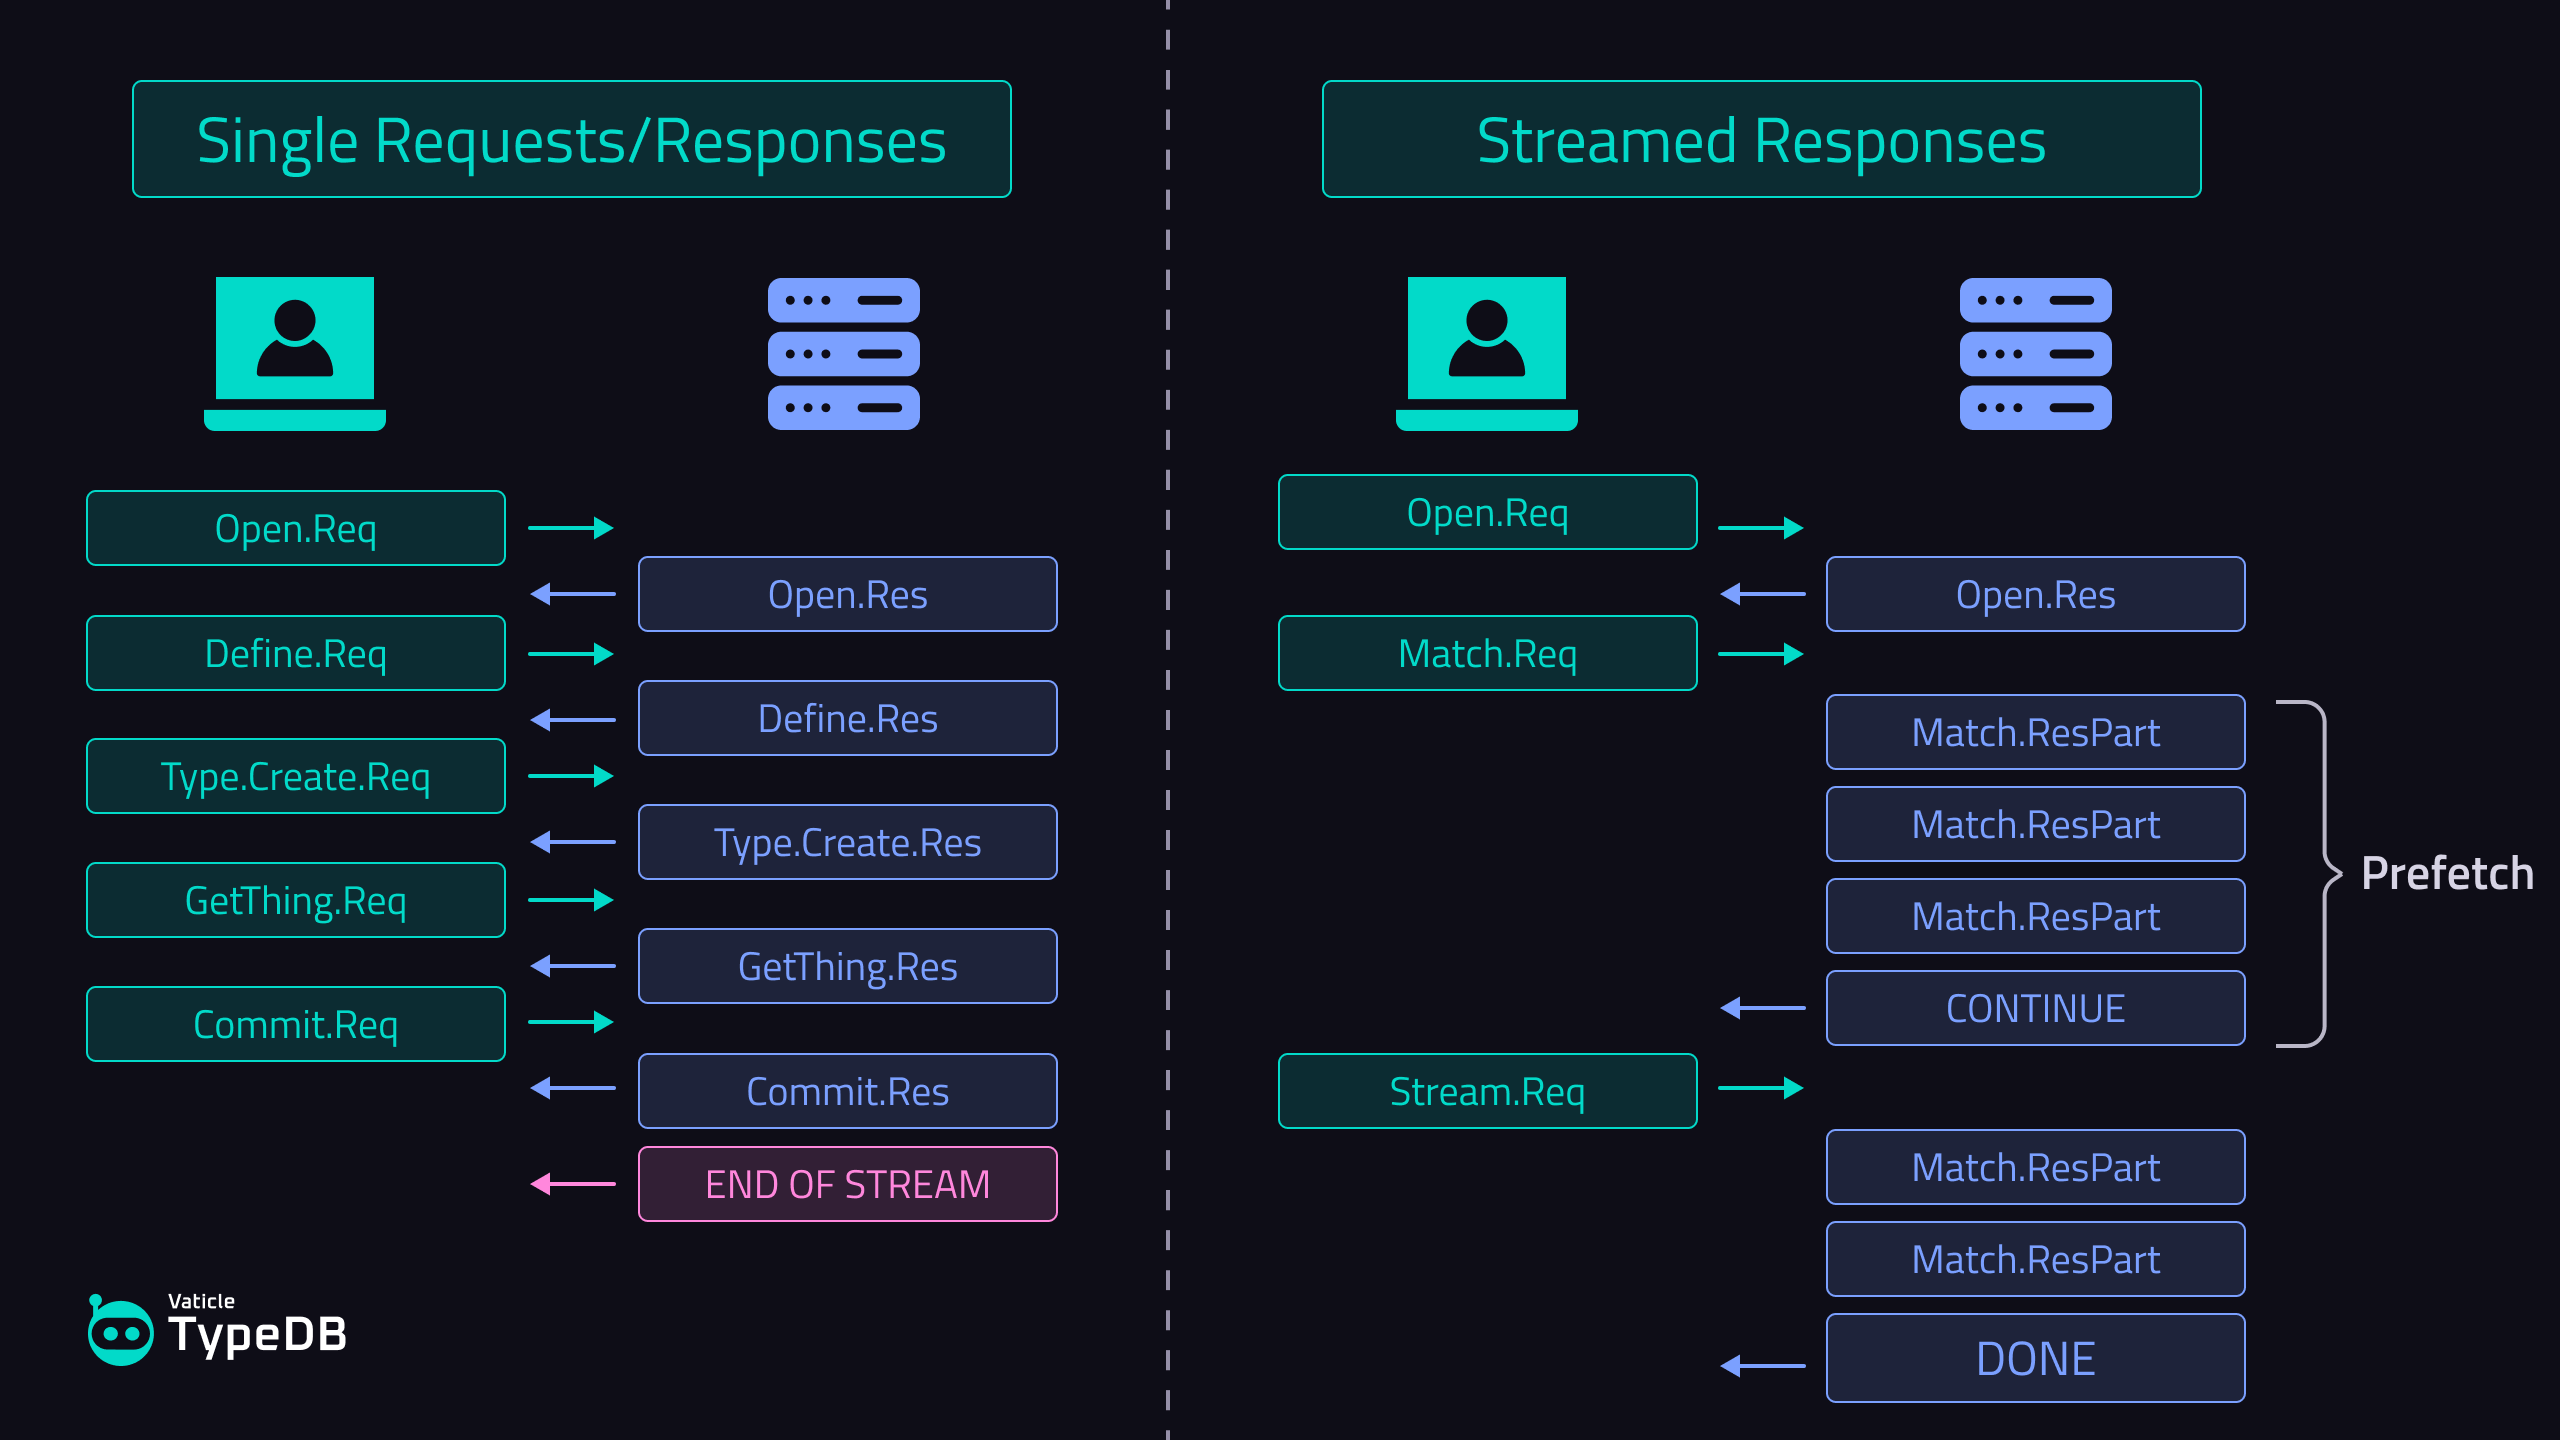 Single Requests/Responses
Open.Req
Open.Res
Define.Req
Define.Res
Type.Create.Req
Type.Create.Res
GetThing.Req
GetThing.Res
Commit.Req
Commit.Res
END OF STREAM
Vaticle
TypeDB
Streamed Responses
Open.Req
Open.Res
Match.Req
Match.ResPart
Match.ResPart
Match.ResPart
CONTINUE
Prefetch
Stream.Req
Match.ResPart
Match.ResPart
DONE